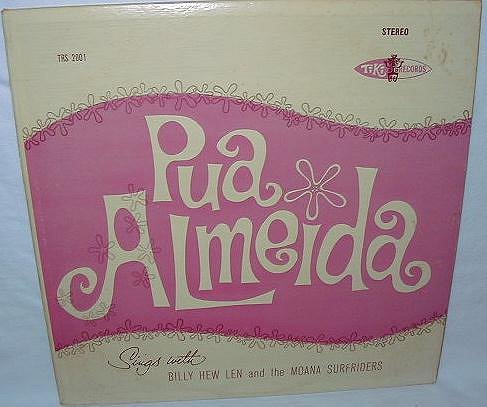 STEREO
TRS 2001
TIKI RECORDS
Pua
Almeida
Sings with
BILLY HEW LEN and the MOANA SURFRIDERS